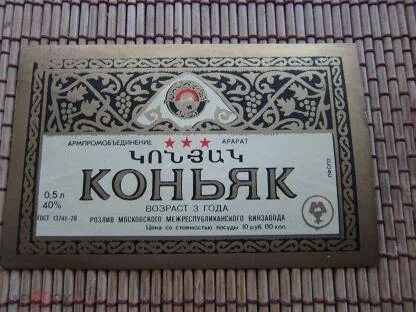 АРМПРОМОБЪЕДИНЕНИЕ ★★★ АРАРАТ
ԿՈՆՅԱԿ
КОНЬЯК
0,5 л
40%
ВОЗРАСТ 3 ГОДА
ГОСТ 13741-78
РОЗЛИВ МОСКОВСКОГО МЕЖРЕСПУБЛИКАНСКОГО ВИНЗАВОДА
Цена со стоимостью посуды 10 руб. 00 коп.